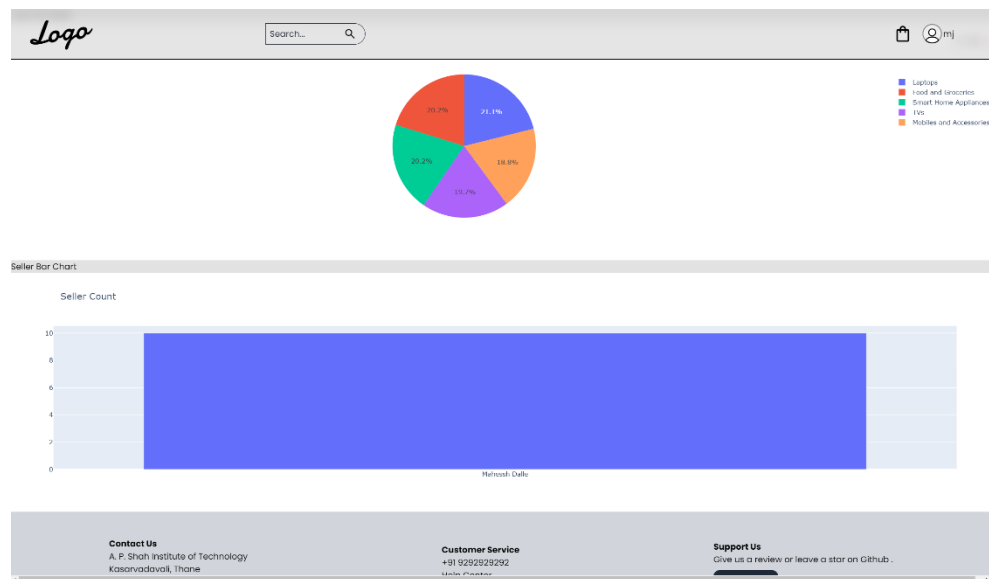 Logo
Search...
mj
Laptops
Food and Groceries
Smart Home Appliances
TVs
Mobiles and Accessories
20.2%
21.1%
20.2%
18.8%
19.7%
Seller Bar Chart
Seller Count
10
8
6
4
2
0
Dalle
Contact Us
A. P. Shah Institute of Technology
Kasarvadavali, Thane
Customer Service
+91 9292929292
Help Center
Support Us
Give us a review or leave a star on Github .